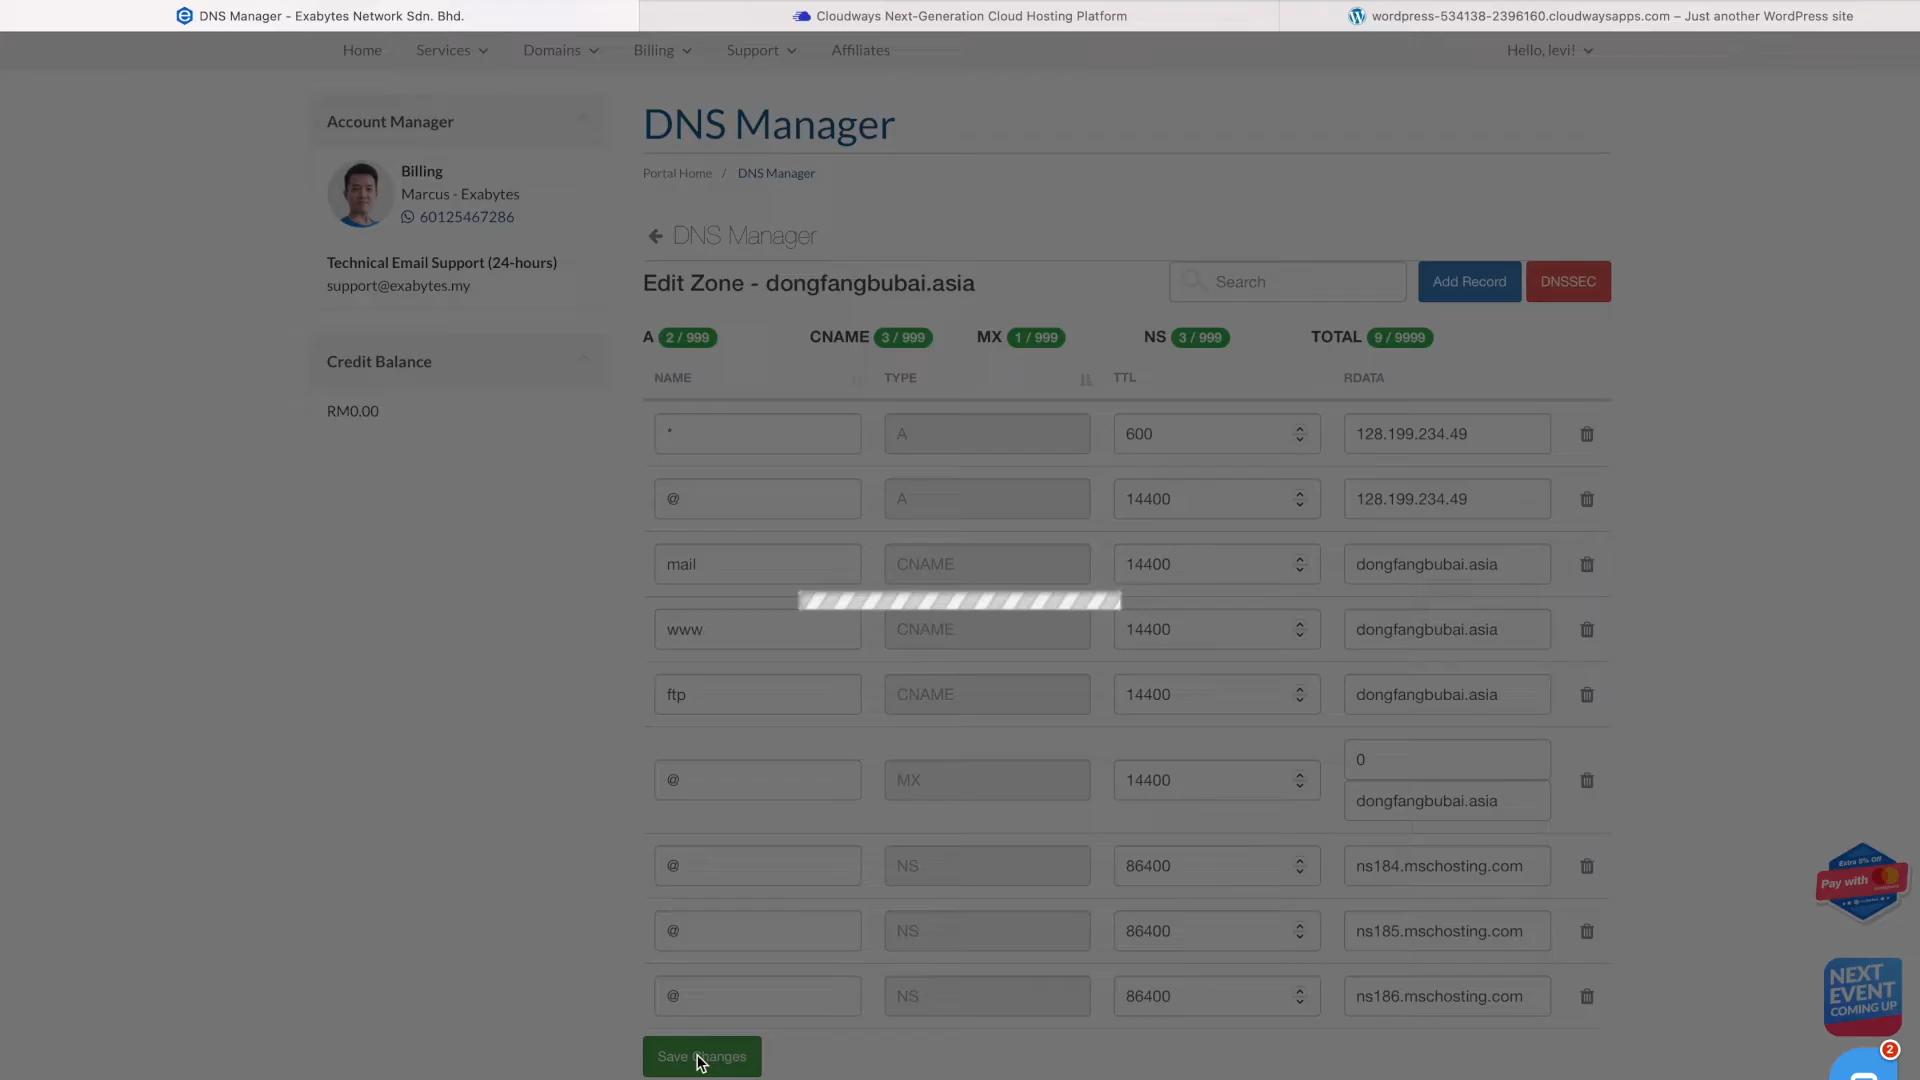 DNS Manager - Exabytes Network Sdn. Bhd.
Cloudways Next-Generation Cloud Hosting Platform
wordpress-534138-2396160.cloudwaysapps.com – Just another WordPress site
Home Services Domains Billing Support Affiliates
Hello, levi!
Account Manager
Billing
Marcus - Exabytes
60125467286
Technical Email Support (24-hours)
support@exabytes.my
Credit Balance
RM0.00
DNS Manager
Portal Home / DNS Manager
DNS Manager
Edit Zone - dongfangbubai.asia
Search
Add Record
DNSSEC
A 2 / 999 CNAME 3 / 999 MX 1 / 999 NS 3 / 999 TOTAL 9 / 9999
NAME TYPE TTL RDATA
* A 600 128.199.234.49
@ A 14400 128.199.234.49
mail CNAME 14400 dongfangbubai.asia
www CNAME 14400 dongfangbubai.asia
ftp CNAME 14400 dongfangbubai.asia
@ MX 14400 0
dongfangbubai.asia
@ NS 86400 ns184.mschosting.com
@ NS 86400 ns185.mschosting.com
@ NS 86400 ns186.mschosting.com
Save Changes
Extra 5% Off
Pay with
NEXT
EVENT
COMING UP
2